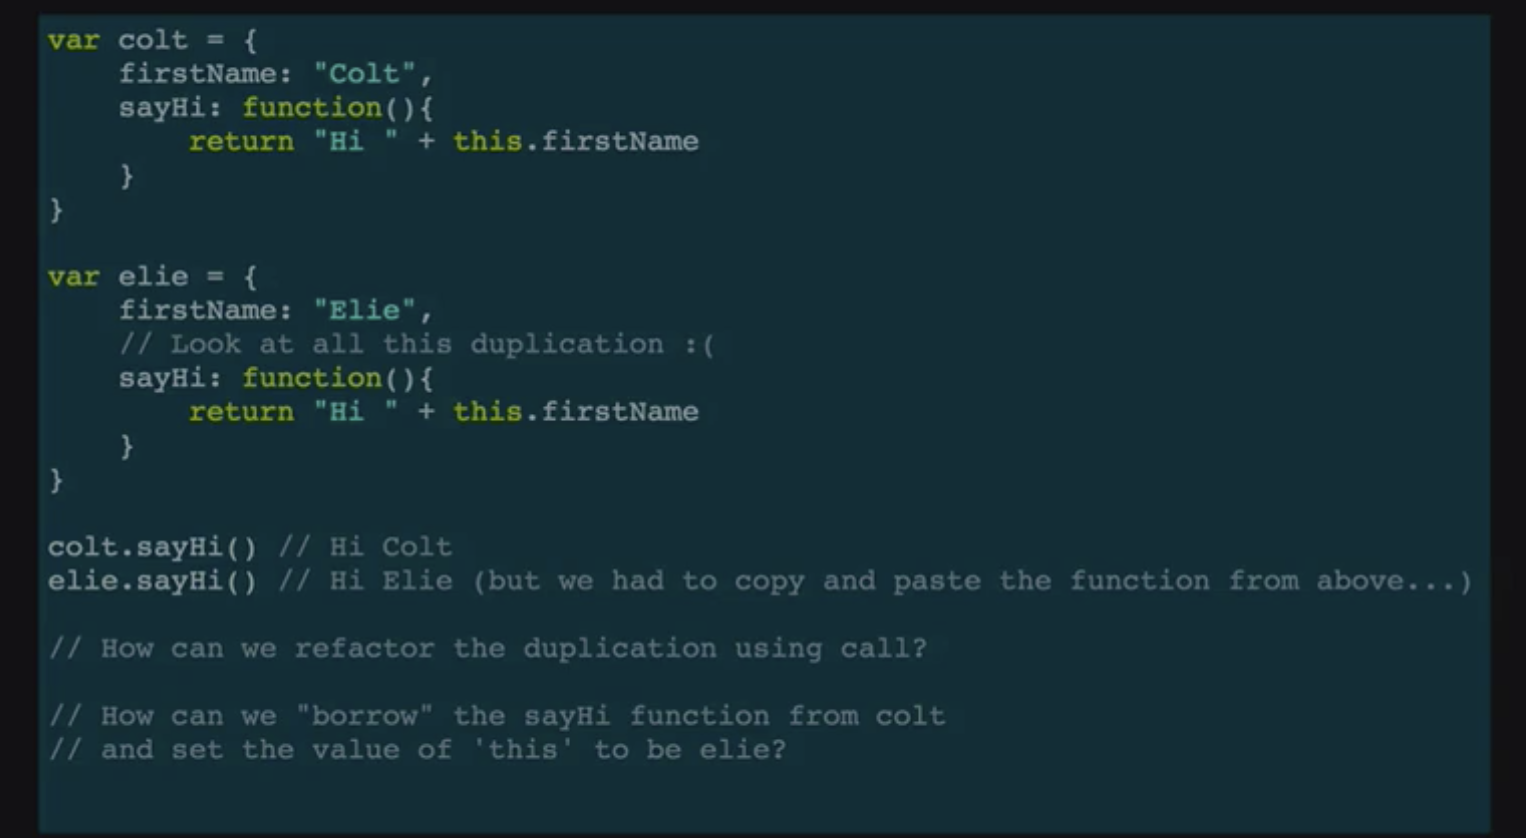 var colt = {
    firstName: "Colt",
    sayHi: function(){
        return "Hi " + this.firstName
    }
}

var elie = {
    firstName: "Elie",
    // Look at all this duplication :(
    sayHi: function(){
        return "Hi " + this.firstName
    }
}

colt.sayHi() // Hi Colt
elie.sayHi() // Hi Elie (but we had to copy and paste the function from above...)

// How can we refactor the duplication using call?

// How can we "borrow" the sayHi function from colt
// and set the value of 'this' to be elie?